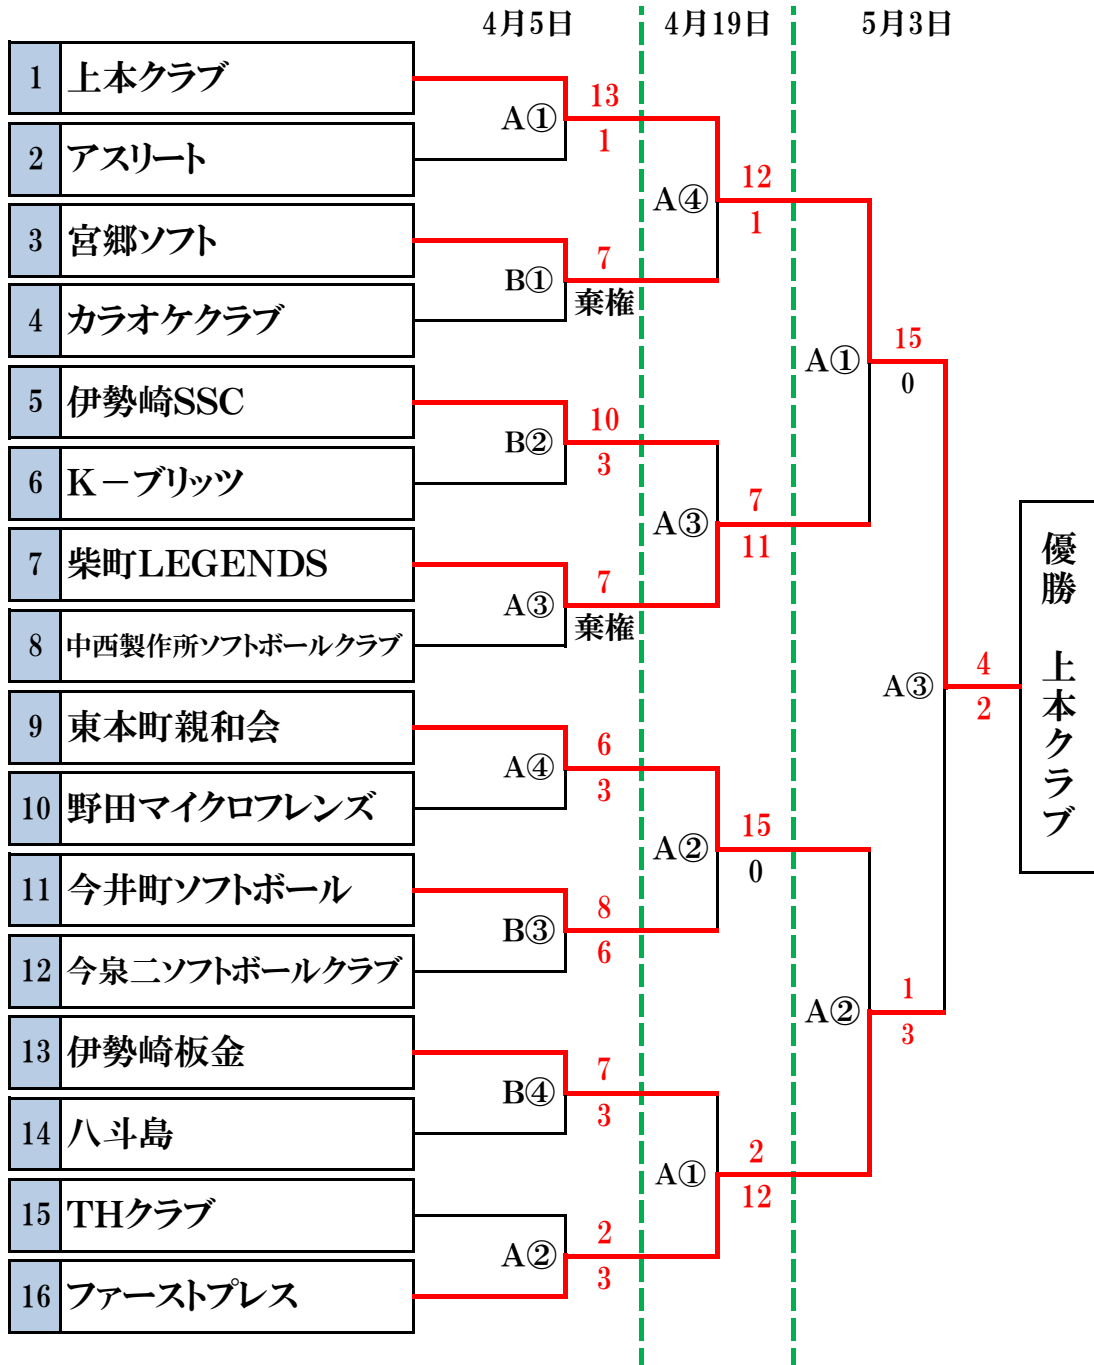 4月5日 4月19日 5月3日
1 上本クラブ
2 アスリート
3 宮郷ソフト
4 カラオケクラブ
5 伊勢崎SSC
6 K－ブリッツ
7 柴町LEGENDS
8 中西製作所ソフトボールクラブ
9 東本町親和会
10 野田マイクロフレンズ
11 今井町ソフトボール
12 今泉二ソフトボールクラブ
13 伊勢崎板金
14 八斗島
15 THクラブ
16 ファーストプレス
A① 13
1
B① 7
棄権
B② 10
3
A③ 7
棄権
A④ 6
3
B③ 8
6
B④ 7
3
A② 2
3
A④ 12
1
A③ 7
11
A② 15
0
A① 2
12
A① 15
0
A② 1
3
A③ 4
2
優勝 上本クラブ